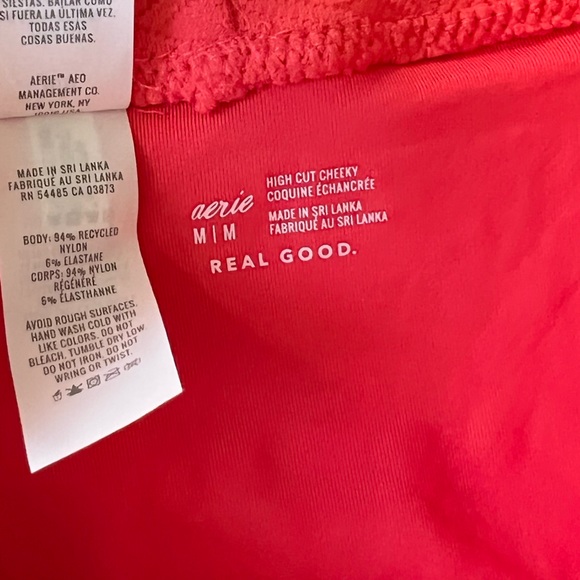 SIESTAS. BAILAR COMO
SI FUERA LA ÚLTIMA VEZ.
TODAS ESAS
COSAS BUENAS.
AERIE™ AEO
MANAGEMENT CO.
NEW YORK, NY
MADE IN SRI LANKA
FABRIQUÉ AU SRI LANKA
RN 54485 CA 03873
BODY: 94% RECYCLED
NYLON
6% ELASTANE
CORPS: 94% NYLON
RÉGÉNÉRÉ
6% ÉLASTHANNE
AVOID ROUGH SURFACES.
HAND WASH COLD WITH
LIKE COLORS. DO NOT
BLEACH. TUMBLE DRY LOW
DO NOT IRON. DO NOT
WRING OR TWIST.
aerie
M | M
HIGH CUT CHEEKY
COQUINE ÉCHANCRÉE
MADE IN SRI LANKA
FABRIQUÉ AU SRI LANKA
REAL GOOD.